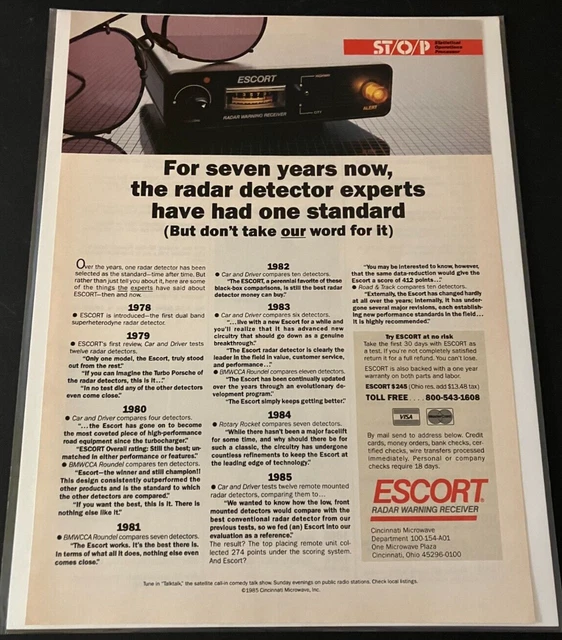 ST/O/P
Statistical
Operations
Processor
ESCORT
HIGHWAY
CITY
ALERT
RADAR WARNING RECEIVER
For seven years now,
the radar detector experts
have had one standard
(But don't take our word for it)
Over the years, one radar detector has been
selected as the standard—time after time. But
rather than just tell you about it, here are some
of the things the experts have said about
ESCORT—then and now.
1978
● ESCORT is introduced—the first dual band
superheterodyne radar detector.
1979
● ESCORT's first review, Car and Driver tests
twelve radar detectors.
"Only one model, the Escort, truly stood
out from the rest."
"If you can imagine the Turbo Porsche of
the radar detectors, this is it..."
"In no test did any of the other detectors
even come close."
1980
● Car and Driver compares four detectors.
"...the Escort has gone on to become
the most coveted piece of high-performance
road equipment since the turbocharger."
"ESCORT Overall rating: Still the best; un-
matched in either performance or features."
● BMWCCA Roundel compares ten detectors.
"Escort—the winner and still champion!!
This design consistently outperformed the
other products and is the standard to which
the other detectors are compared."
"If you want the best, this is it. There is
nothing else like it."
1981
● BMWCCA Roundel compares seven detectors.
"The Escort works. It's the best there is.
In terms of what all it does, nothing else even
comes close."
1982
● Car and Driver compares ten detectors.
"The ESCORT, a perennial favorite of these
black-box comparisons, is still the best radar
detector money can buy."
1983
● Car and Driver compares six detectors.
"...live with a new Escort for a while and
you'll realize that it has advanced new
circuitry that should go down as a genuine
breakthrough."
"The Escort radar detector is clearly the
leader in the field in value, customer service,
and performance..."
● BMWCCA Roundel compares eleven detectors.
"The Escort has been continually updated
over the years through an evolutionary de-
velopment program."
"The Escort simply keeps getting better."
1984
● Rotary Rocket compares seven detectors.
"While there hasn't been a major facelift
for some time, and why should there be for
such a classic, the circuitry has undergone
countless refinements to keep the Escort at
the leading edge of technology."
1985
● Car and Driver tests twelve remote mounted
radar detectors, comparing them to...
"We wanted to know how the low, front
mounted detectors would compare with the
best conventional radar detector from our
previous tests, so we fed (an) Escort into our
evaluation as a reference."
The result? The top placing remote unit col-
lected 274 points under the scoring system.
And Escort?
"You may be interested to know, however,
that the same data-reduction would give the
Escort a score of 412 points..."
● Road & Track compares ten detectors.
"Externally, the Escort has changed hardly
at all over the years; internally, it has under-
gone several major revisions, each establish-
ing new performance standards in the field...
It is highly recommended."
Try ESCORT at no risk
Take the first 30 days with ESCORT as
a test. If you're not completely satisfied
return it for a full refund. You can't lose.
ESCORT is also backed with a one year
warranty on both parts and labor.
ESCORT $245 (Ohio res. add $13.48 tax)
TOLL FREE....800-543-1608
VISA
By mail send to address below. Credit
cards, money orders, bank checks, cer-
tified checks, wire transfers processed
immediately. Personal or company
checks require 18 days.
ESCORT®
RADAR WARNING RECEIVER
Cincinnati Microwave
Department 100-154-A01
One Microwave Plaza
Cincinnati, Ohio 45296-0100
Tune in "Talktalk," the satellite call-in comedy talk show. Sunday evenings on public radio stations. Check local listings.
©1985 Cincinnati Microwave, Inc.